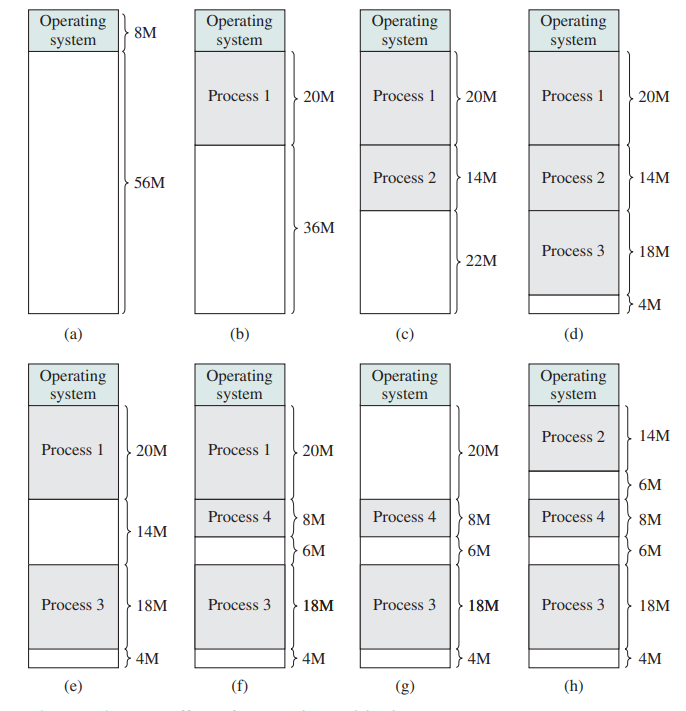 Operating
system
8M
56M
(a)
Operating
system
Process 1
20M
36M
(b)
Operating
system
Process 1
20M
Process 2
14M
22M
(c)
Operating
system
Process 1
20M
Process 2
14M
Process 3
18M
4M
(d)
Operating
system
Process 1
20M
14M
Process 3
18M
4M
(e)
Operating
system
Process 1
20M
Process 4
8M
6M
Process 3
18M
4M
(f)
Operating
system
20M
Process 4
8M
6M
Process 3
18M
4M
(g)
Operating
system
Process 2
14M
6M
Process 4
8M
6M
Process 3
18M
4M
(h)